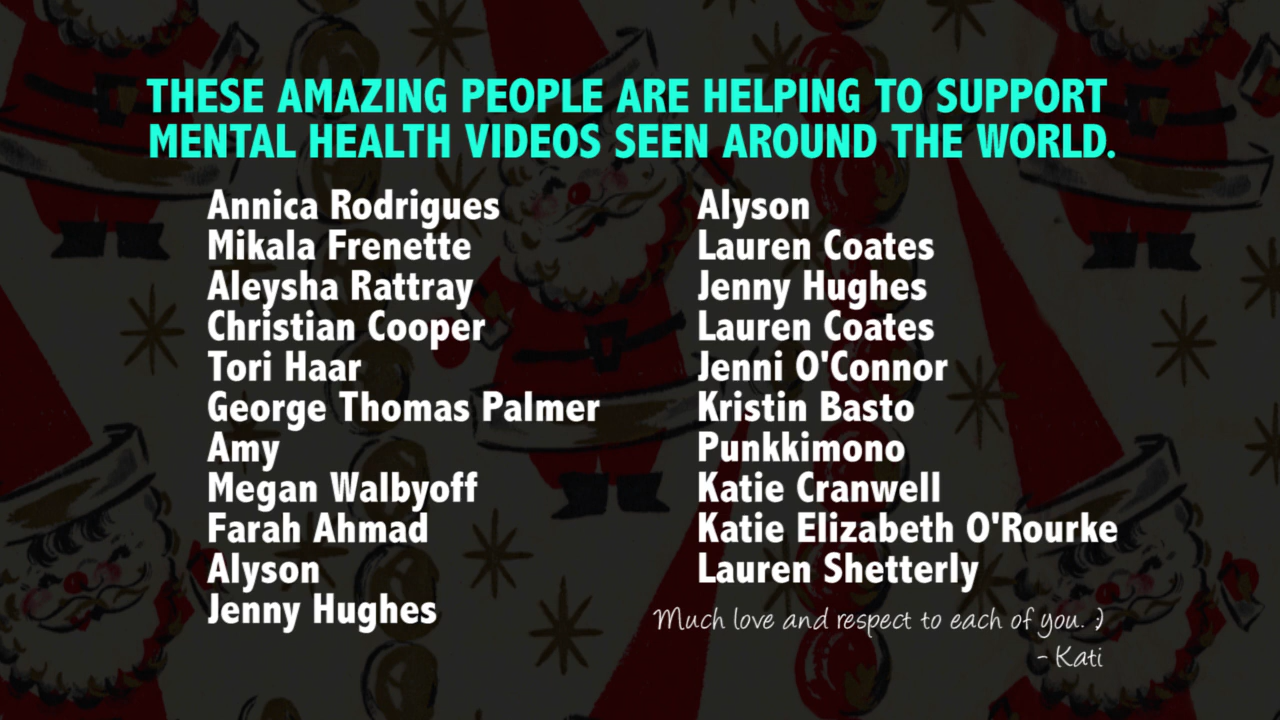 THESE AMAZING PEOPLE ARE HELPING TO SUPPORT
MENTAL HEALTH VIDEOS SEEN AROUND THE WORLD.
Annica Rodrigues
Mikala Frenette
Aleysha Rattray
Christian Cooper
Tori Haar
George Thomas Palmer
Amy
Megan Walbyoff
Farah Ahmad
Alyson
Jenny Hughes
Alyson
Lauren Coates
Jenny Hughes
Lauren Coates
Jenni O'Connor
Kristin Basto
Punkkimono
Katie Cranwell
Katie Elizabeth O'Rourke
Lauren Shetterly
Much love and respect to each of you. :)
- Kati